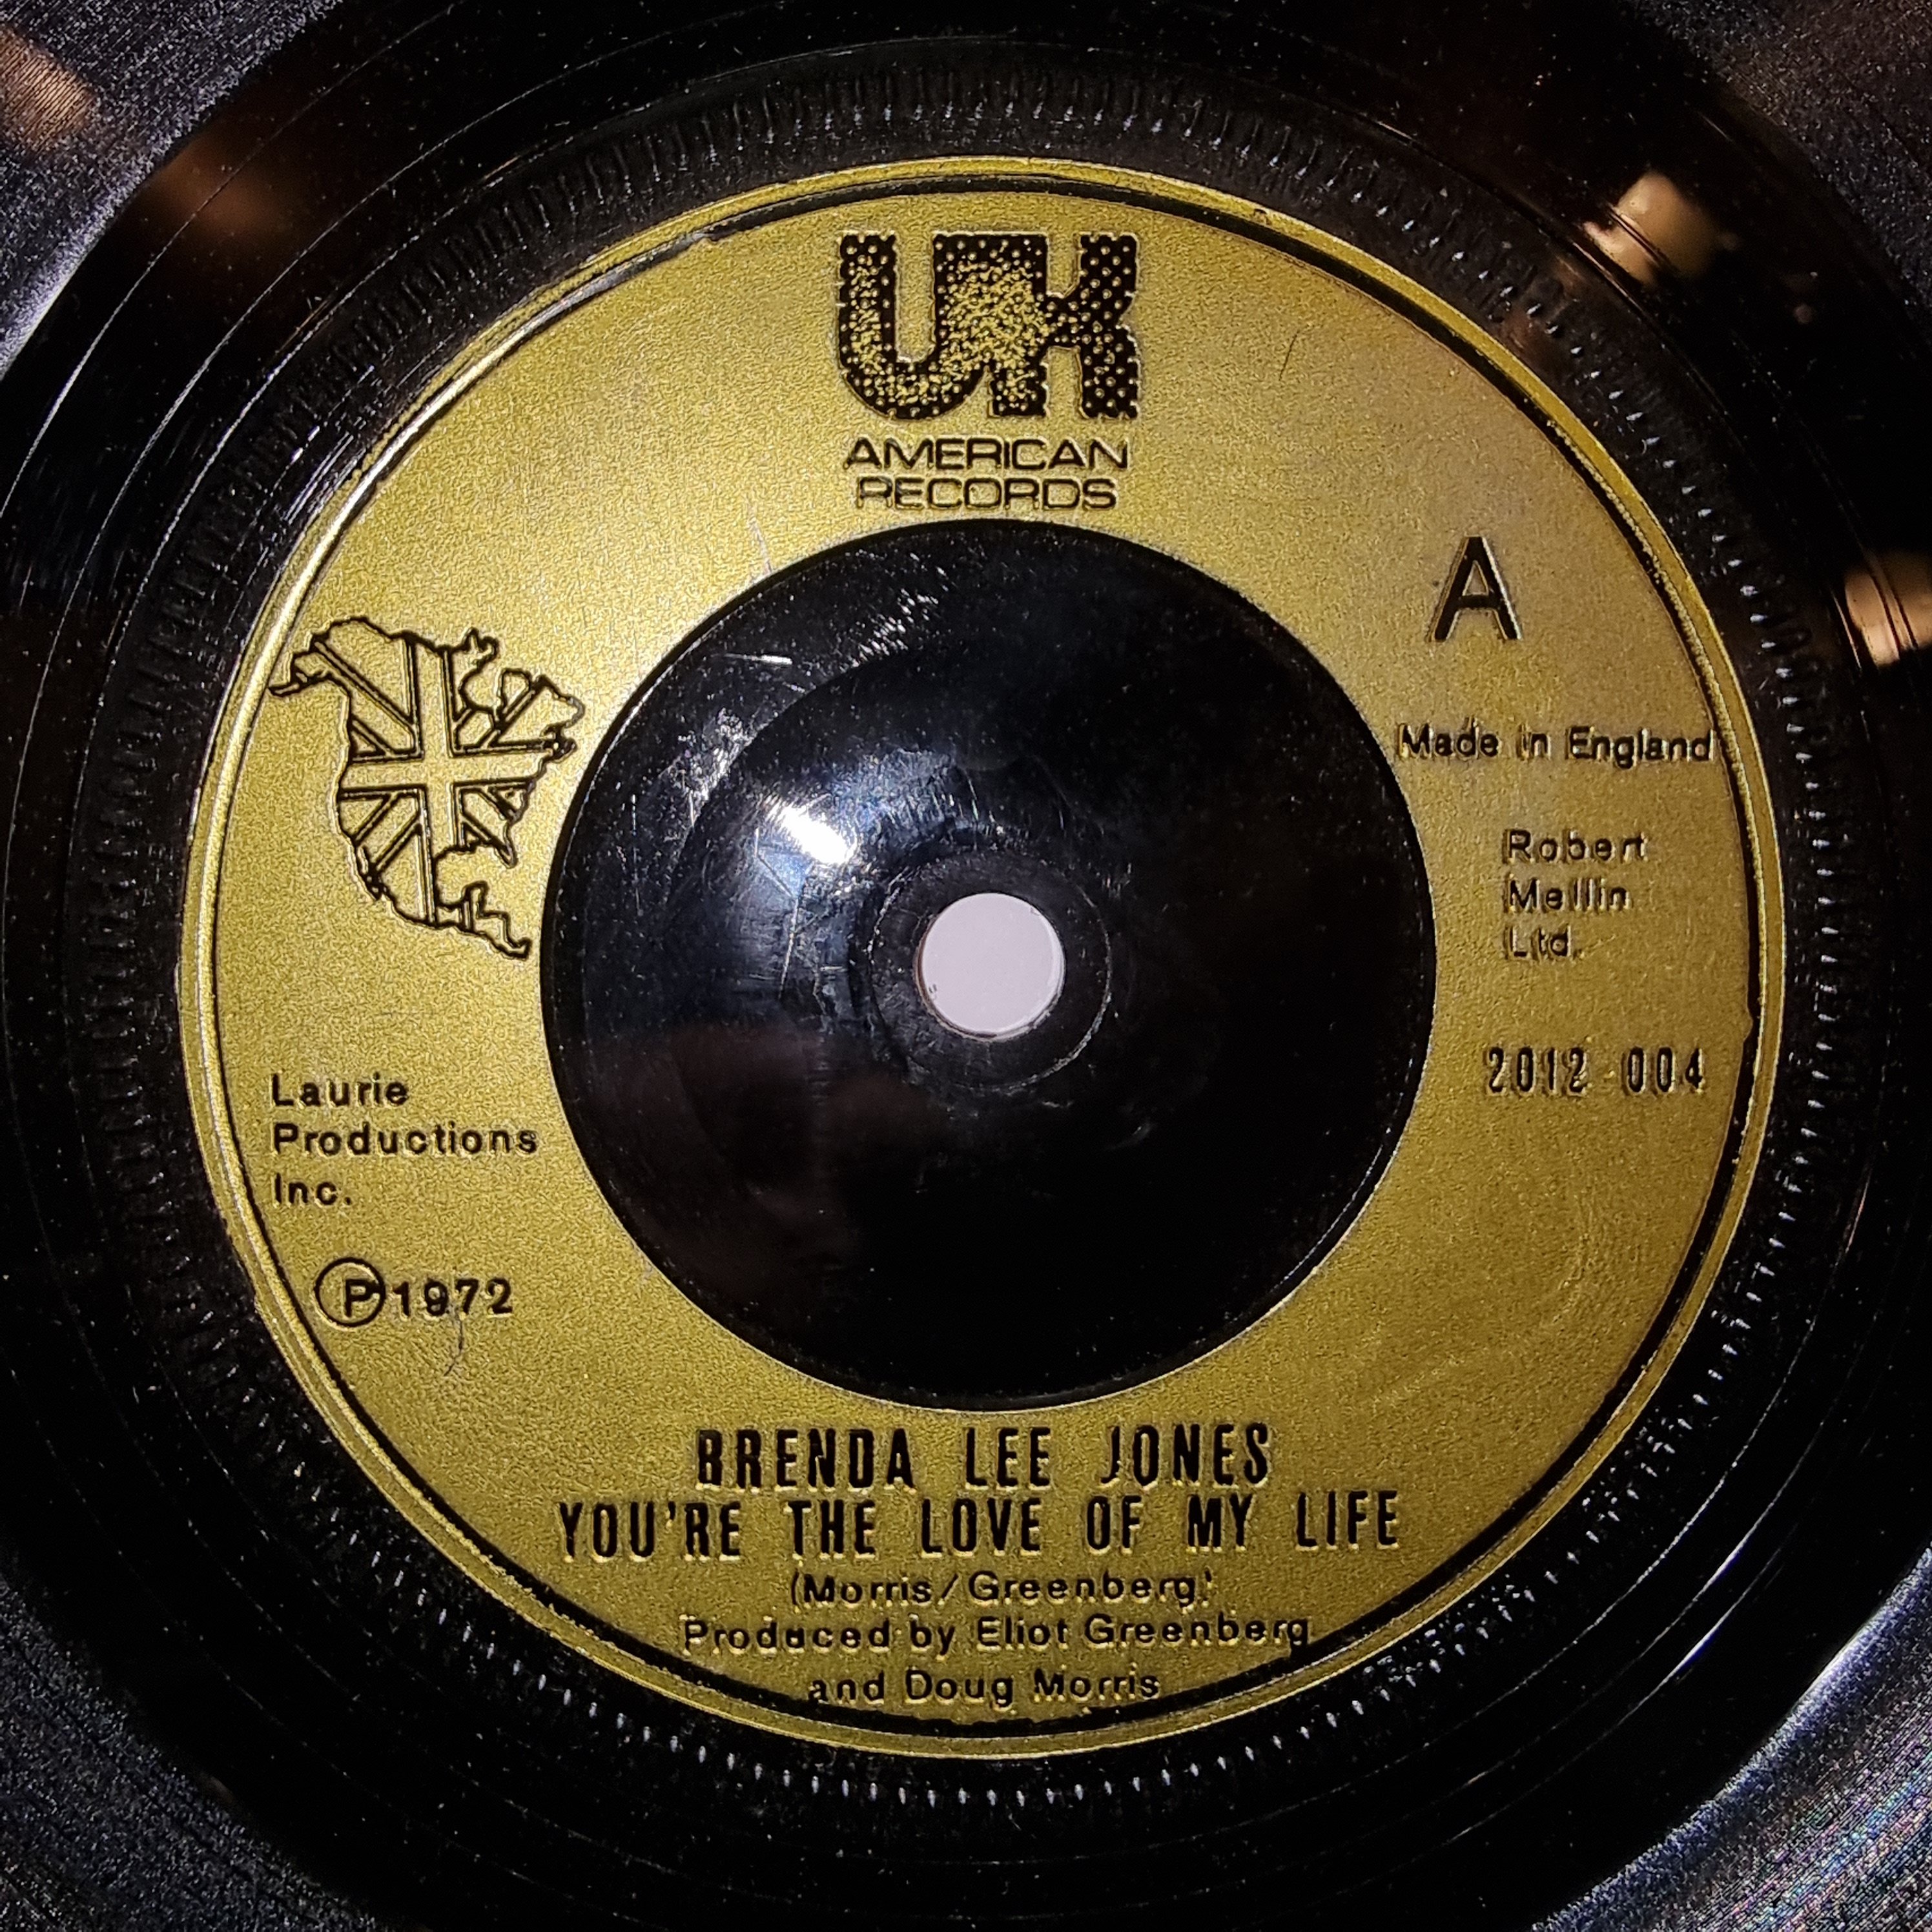 UK
AMERICAN
RECORDS
A
Made in England
Robert
Mellin
Ltd.
2012 004
Laurie
Productions
Inc.
Ⓟ1972
BRENDA LEE JONES
YOU'RE THE LOVE OF MY LIFE
(Morris/Greenberg)
Produced by Eliot Greenberg
and Doug Morris